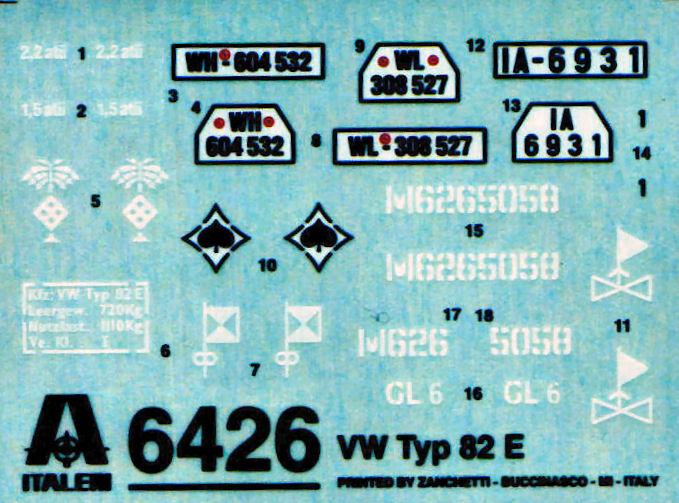 2,2 atü 1 2,2 atü
1,5 atü 2 1,5 atü
3 WH-604 532
4 WH
604 532
9 WL
308 527
8 WL-308 527
12 IA-6931
13 IA
6931
1
14
1
5
10
M6265058
15
M6265058
Kfz: VW Typ 82 E
Leergew. 720Kg
Nutzlast. 1110Kg
Ve. Kl. I
6
7
17 18
M626 5058
GL 6 16 GL 6
11
A
ITALERI
6426
VW Typ 82 E
PRINTED BY ZANCHETTI - BUCCINASCO - MI - ITALY